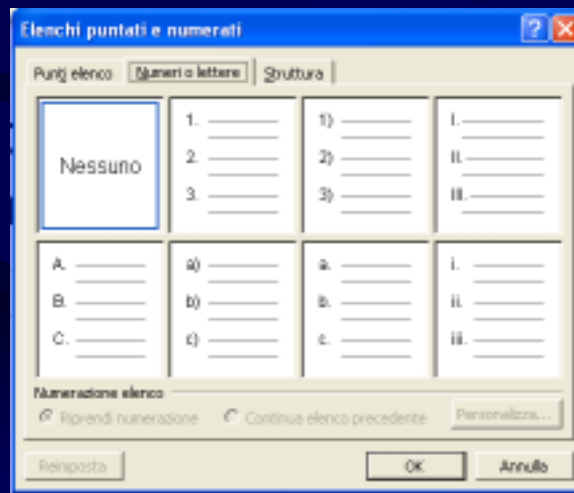 Elenchi puntati e numerati
Punti elenco Numeri o lettere Struttura
Nessuno
1. 1) I.
2. 2) II.
3. 3) III.
A. a) a. i.
B. b) b. ii.
C. c) c. iii.
Numerazione elenco
Riprendi numerazione Continua elenco precedente Personalizza...
Reimposta OK Annulla